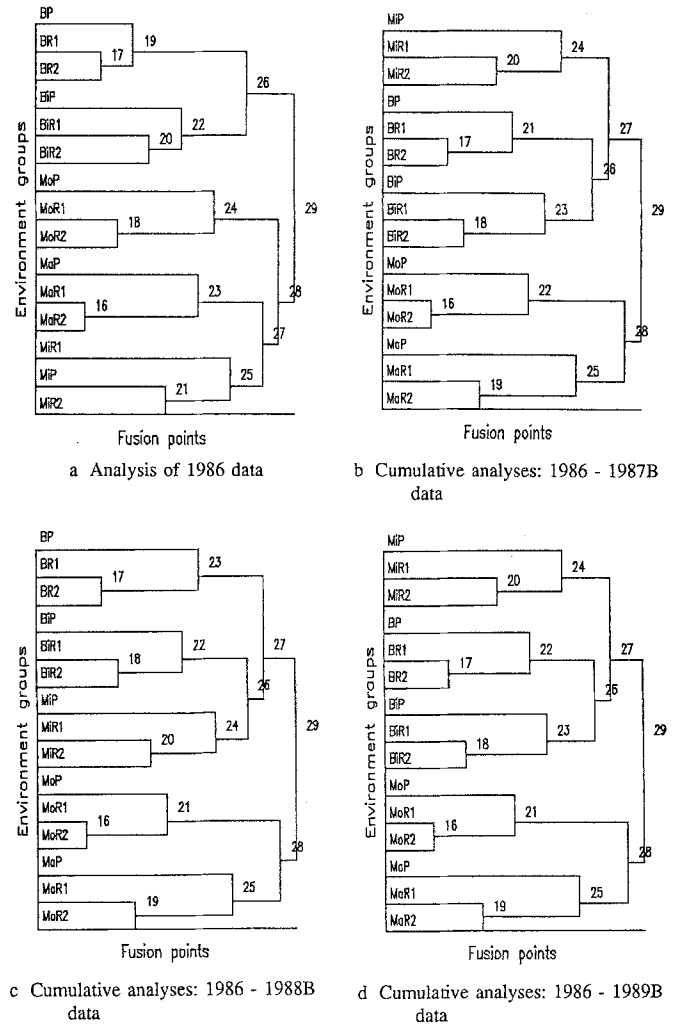 BP
BR1
BR2
BiP
BiR1
BiR2
MoP
MoR1
MoR2
MaP
MaR1
MaR2
MiR1
MiP
MiR2
17
19
20
22
26
18
24
16
23
21
25
27
28
29
Environment groups
Fusion points
a Analysis of 1986 data
MiP
MiR1
MiR2
BP
BR1
BR2
BiP
BiR1
BiR2
MoP
MoR1
MoR2
MaP
MaR1
MaR2
20
24
17
21
18
23
26
27
16
22
19
25
28
29
Environment groups
Fusion points
b Cumulative analyses: 1986 - 1987B
data
BP
BR1
BR2
BiP
BiR1
BiR2
MiP
MiR1
MiR2
MoP
MoR1
MoR2
MaP
MaR1
MaR2
17
23
18
22
20
24
26
27
16
21
19
25
28
29
Environment groups
Fusion points
c Cumulative analyses: 1986 - 1988B
data
MiP
MiR1
MiR2
BP
BR1
BR2
BiP
BiR1
BiR2
MoP
MoR1
MoR2
MaP
MaR1
MaR2
20
24
17
22
18
23
26
27
16
21
19
25
28
29
Environment groups
Fusion points
d Cumulative analyses: 1986 - 1989B
data